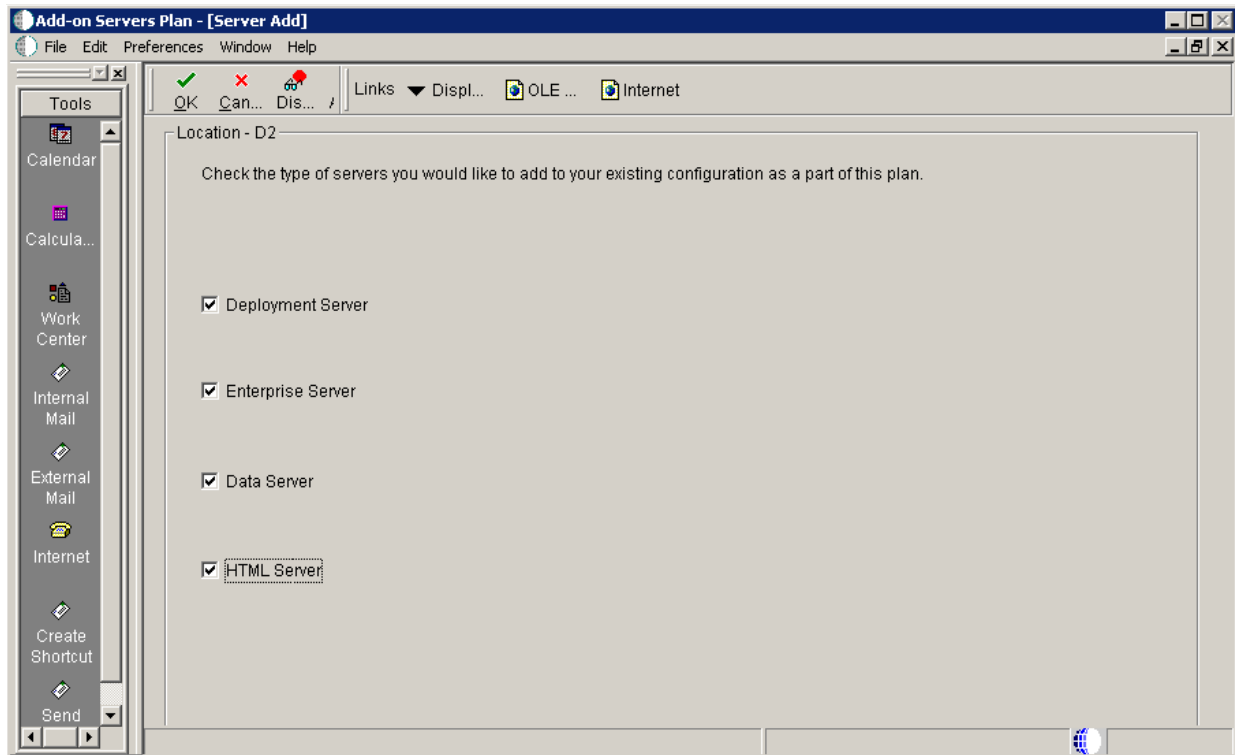 Add-on Servers Plan - [Server Add]
File Edit Preferences Window Help
Tools
Calendar
Calcula...
Work
Center
Internal
Mail
External
Mail
Internet
Create
Shortcut
Send
OK Can... Dis... Links Displ... OLE ... Internet
Location - D2
Check the type of servers you would like to add to your existing configuration as a part of this plan.
Deployment Server
Enterprise Server
Data Server
HTML Server